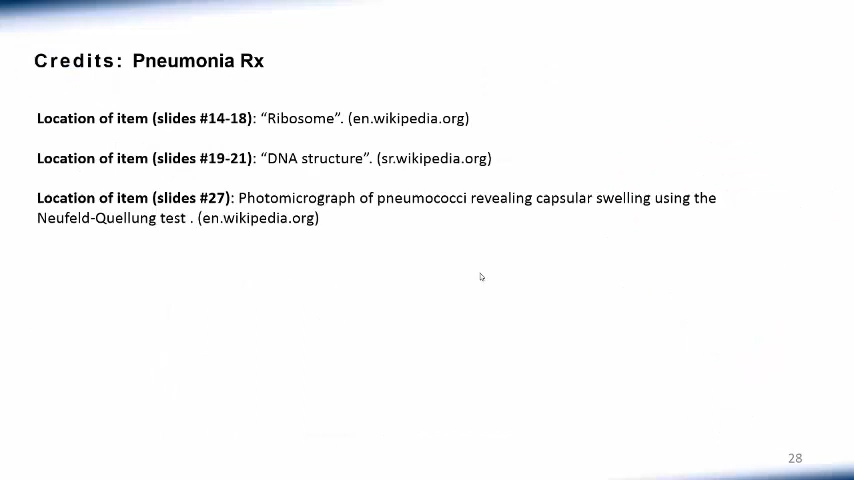 Credits: Pneumonia Rx
Location of item (slides #14-18): “Ribosome”. (en.wikipedia.org)
Location of item (slides #19-21): “DNA structure”. (sr.wikipedia.org)
Location of item (slides #27): Photomicrograph of pneumococci revealing capsular swelling using the
Neufeld-Quellung test . (en.wikipedia.org)
28